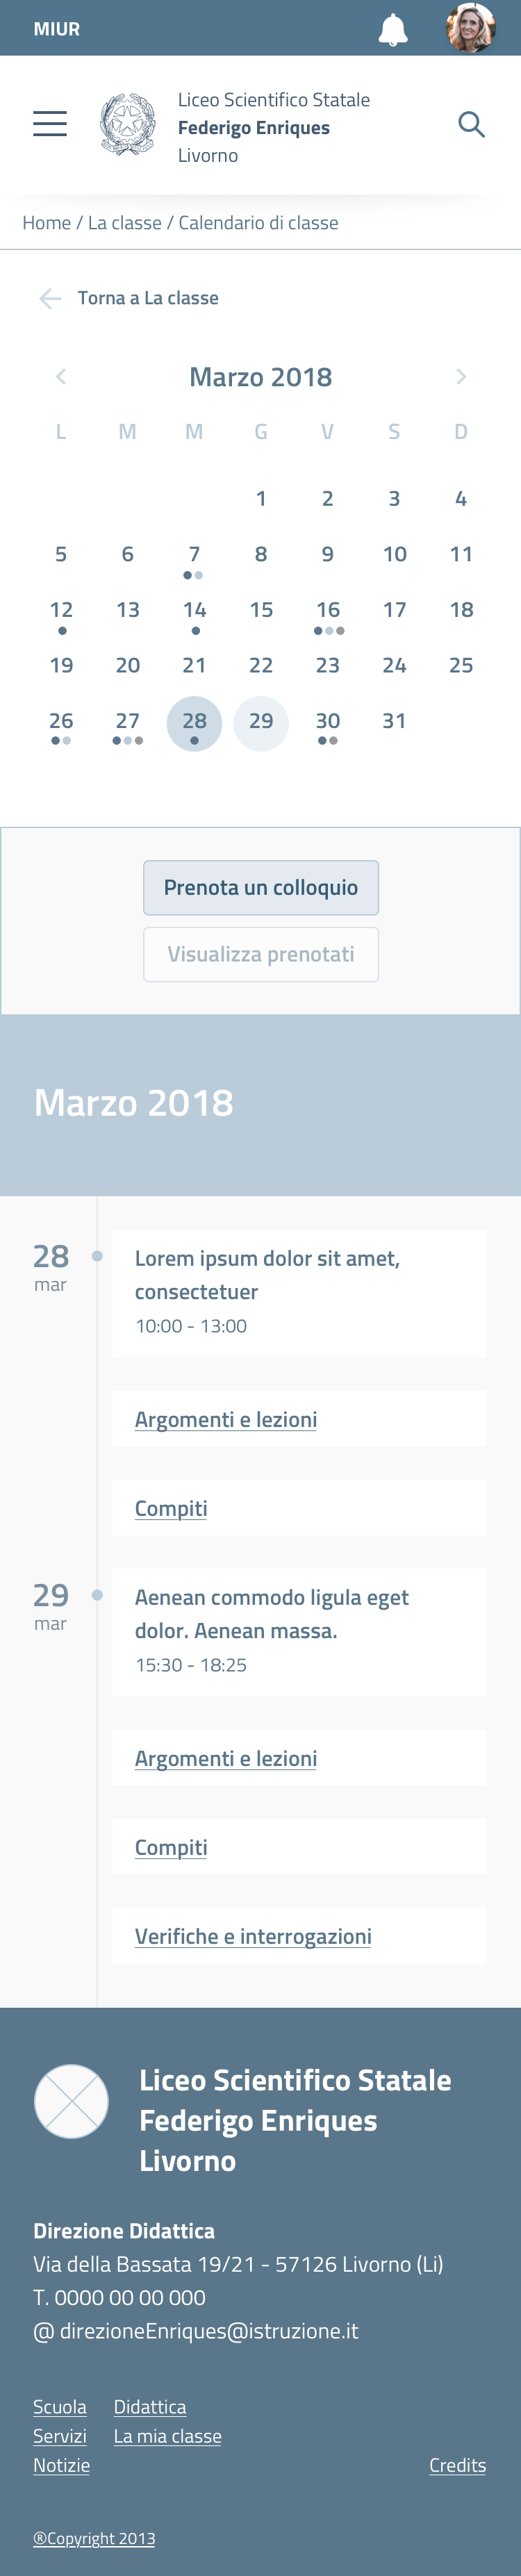 MIUR
Liceo Scientifico Statale
Federigo Enriques
Livorno
Home / La classe / Calendario di classe
Torna a La classe
Marzo 2018
L M M G V S D
1 2 3 4
5 6 7 8 9 10 11
12 13 14 15 16 17 18
19 20 21 22 23 24 25
26 27 28 29 30 31
Prenota un colloquio
Visualizza prenotati
Marzo 2018
28
mar
Lorem ipsum dolor sit amet,
consectetuer
10:00 - 13:00
Argomenti e lezioni
Compiti
29
mar
Aenean commodo ligula eget
dolor. Aenean massa.
15:30 - 18:25
Argomenti e lezioni
Compiti
Verifiche e interrogazioni
Liceo Scientifico Statale
Federigo Enriques
Livorno
Direzione Didattica
Via della Bassata 19/21 - 57126 Livorno (Li)
T. 0000 00 00 000
@ direzioneEnriques@istruzione.it
Scuola Didattica
Servizi La mia classe
Notizie Credits
®Copyright 2013